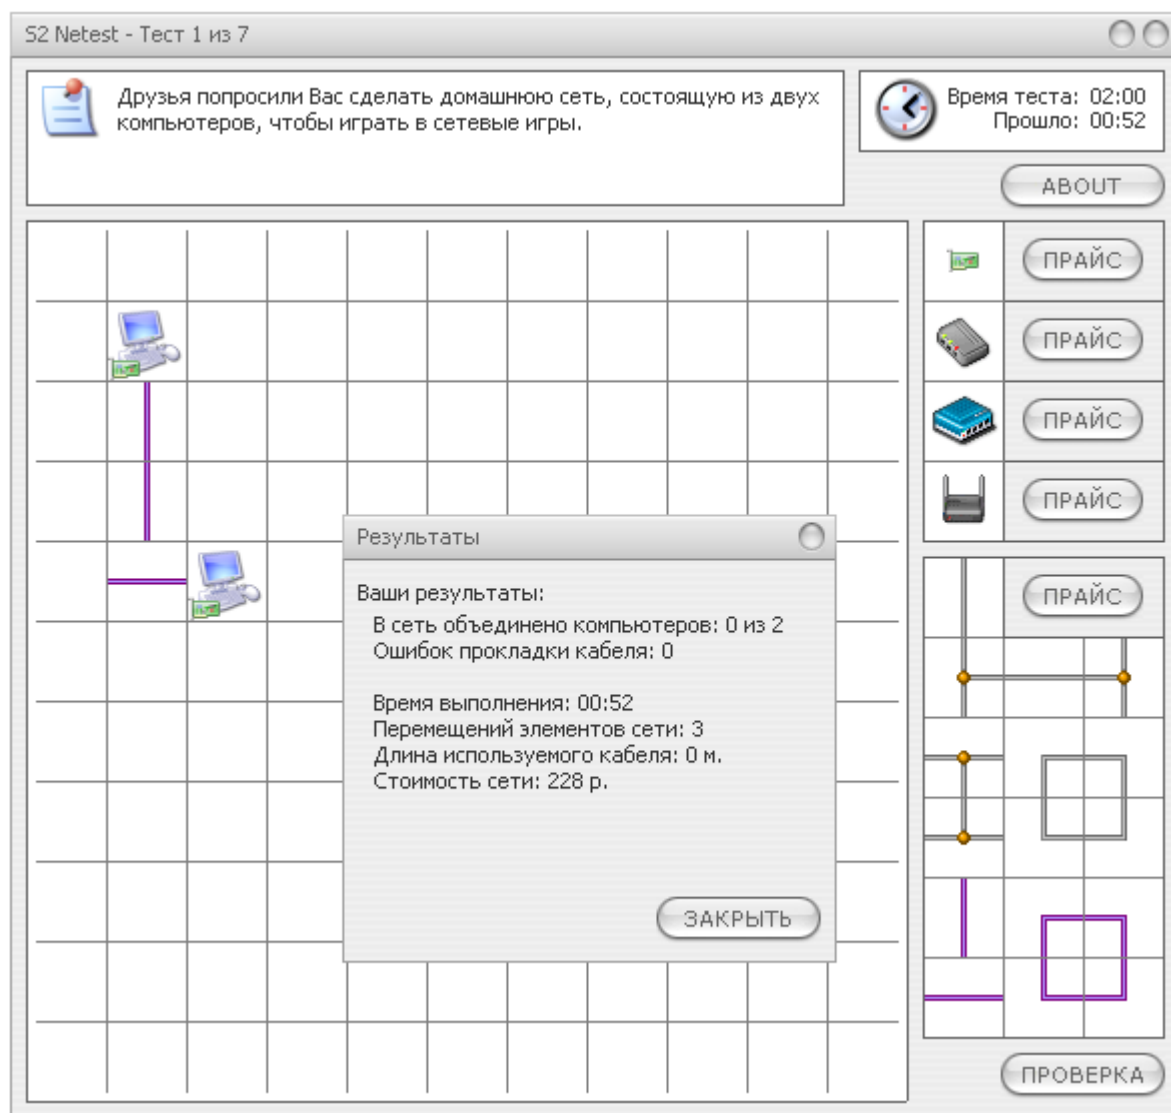 S2 Netest - Тест 1 из 7
Друзья попросили Вас сделать домашнюю сеть, состоящую из двух
компьютеров, чтобы играть в сетевые игры.
Время теста: 02:00
Прошло: 00:52
ABOUT
ПРАЙС
ПРАЙС
ПРАЙС
ПРАЙС
ПРАЙС
Результаты
Ваши результаты:
В сеть объединено компьютеров: 0 из 2
Ошибок прокладки кабеля: 0
Время выполнения: 00:52
Перемещений элементов сети: 3
Длина используемого кабеля: 0 м.
Стоимость сети: 228 р.
ЗАКРЫТЬ
ПРОВЕРКА